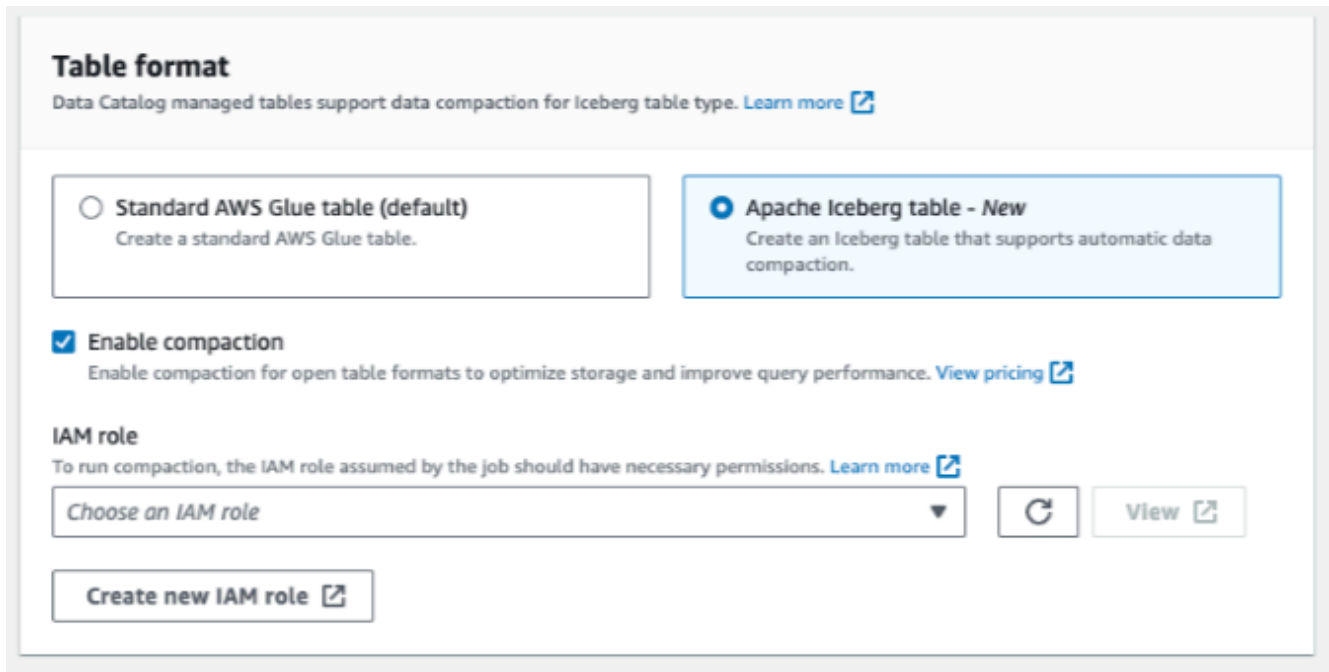 Table format
Data Catalog managed tables support data compaction for Iceberg table type. Learn more
Standard AWS Glue table (default)
Create a standard AWS Glue table.
Apache Iceberg table - New
Create an Iceberg table that supports automatic data
compaction.
Enable compaction
Enable compaction for open table formats to optimize storage and improve query performance. View pricing
IAM role
To run compaction, the IAM role assumed by the job should have necessary permissions. Learn more
Choose an IAM role
View
Create new IAM role